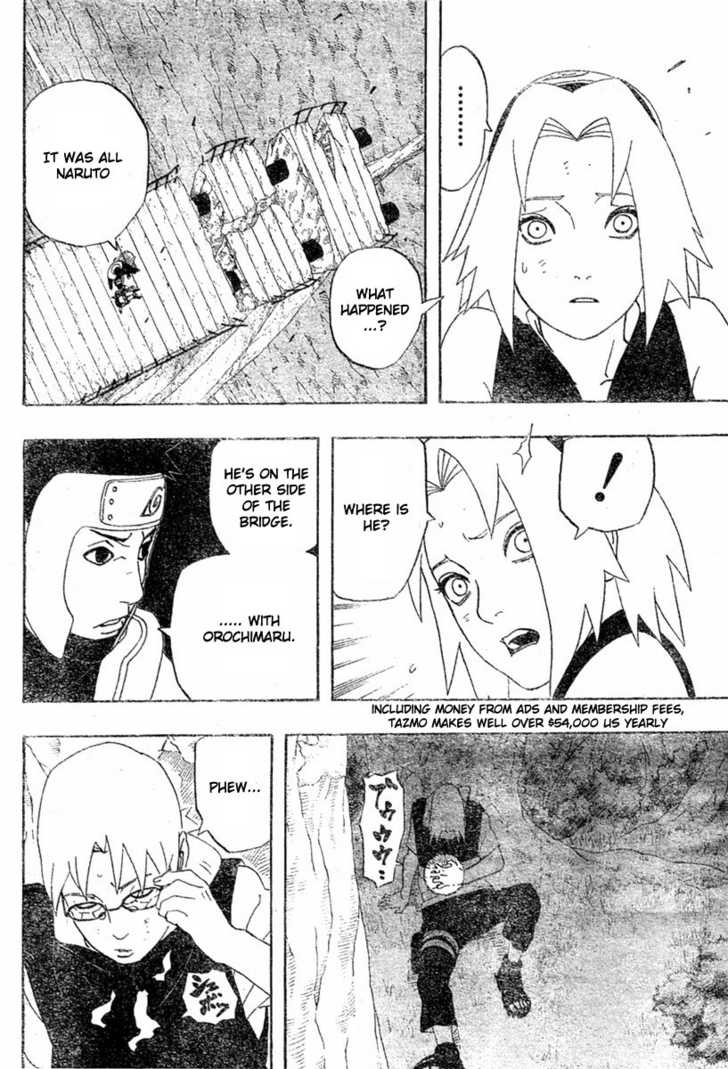 IT WAS ALL
NARUTO
..........
WHAT
HAPPENED
...?
HE'S ON THE
OTHER SIDE
OF THE
BRIDGE.
..... WITH
OROCHIMARU.
WHERE IS
HE?
!
INCLUDING MONEY FROM ADS AND MEMBERSHIP FEES,
TAZMO MAKES WELL OVER $54,000 US YEARLY
PHEW...